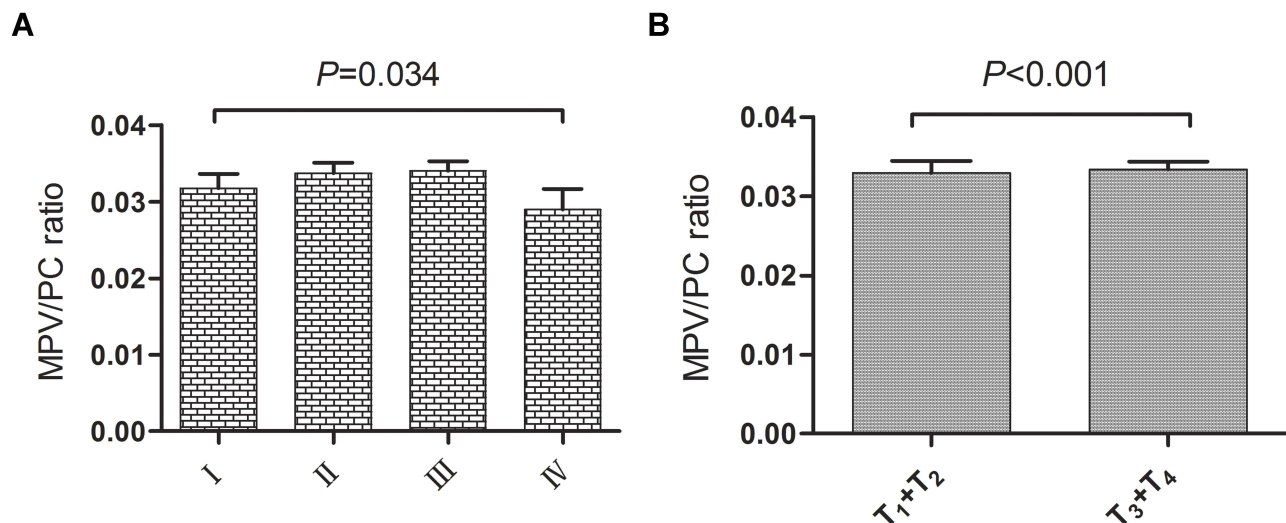 A
P=0.034
0.04
0.03
0.02
0.01
0.00
MPV/PC ratio
I
II
III
IV
B
P<0.001
0.04
0.03
0.02
0.01
0.00
MPV/PC ratio
T₁+T₂
T₃+T₄